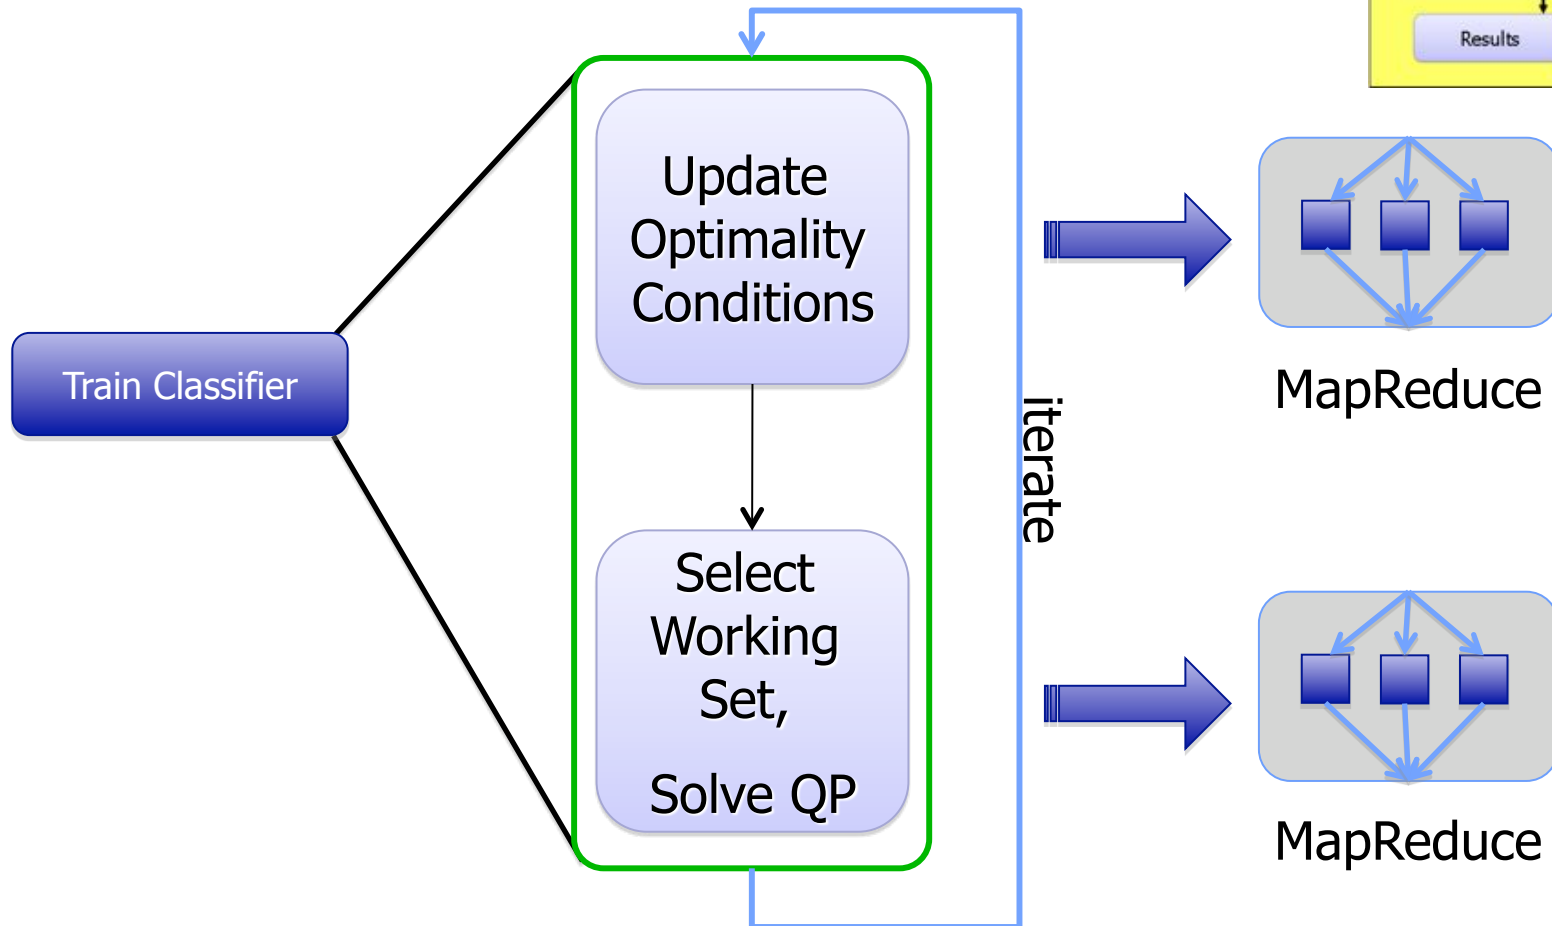 Results
Update
Optimality
Conditions
MapReduce
Train Classifier
iterate
Select
Working
Set,
Solve QP
MapReduce